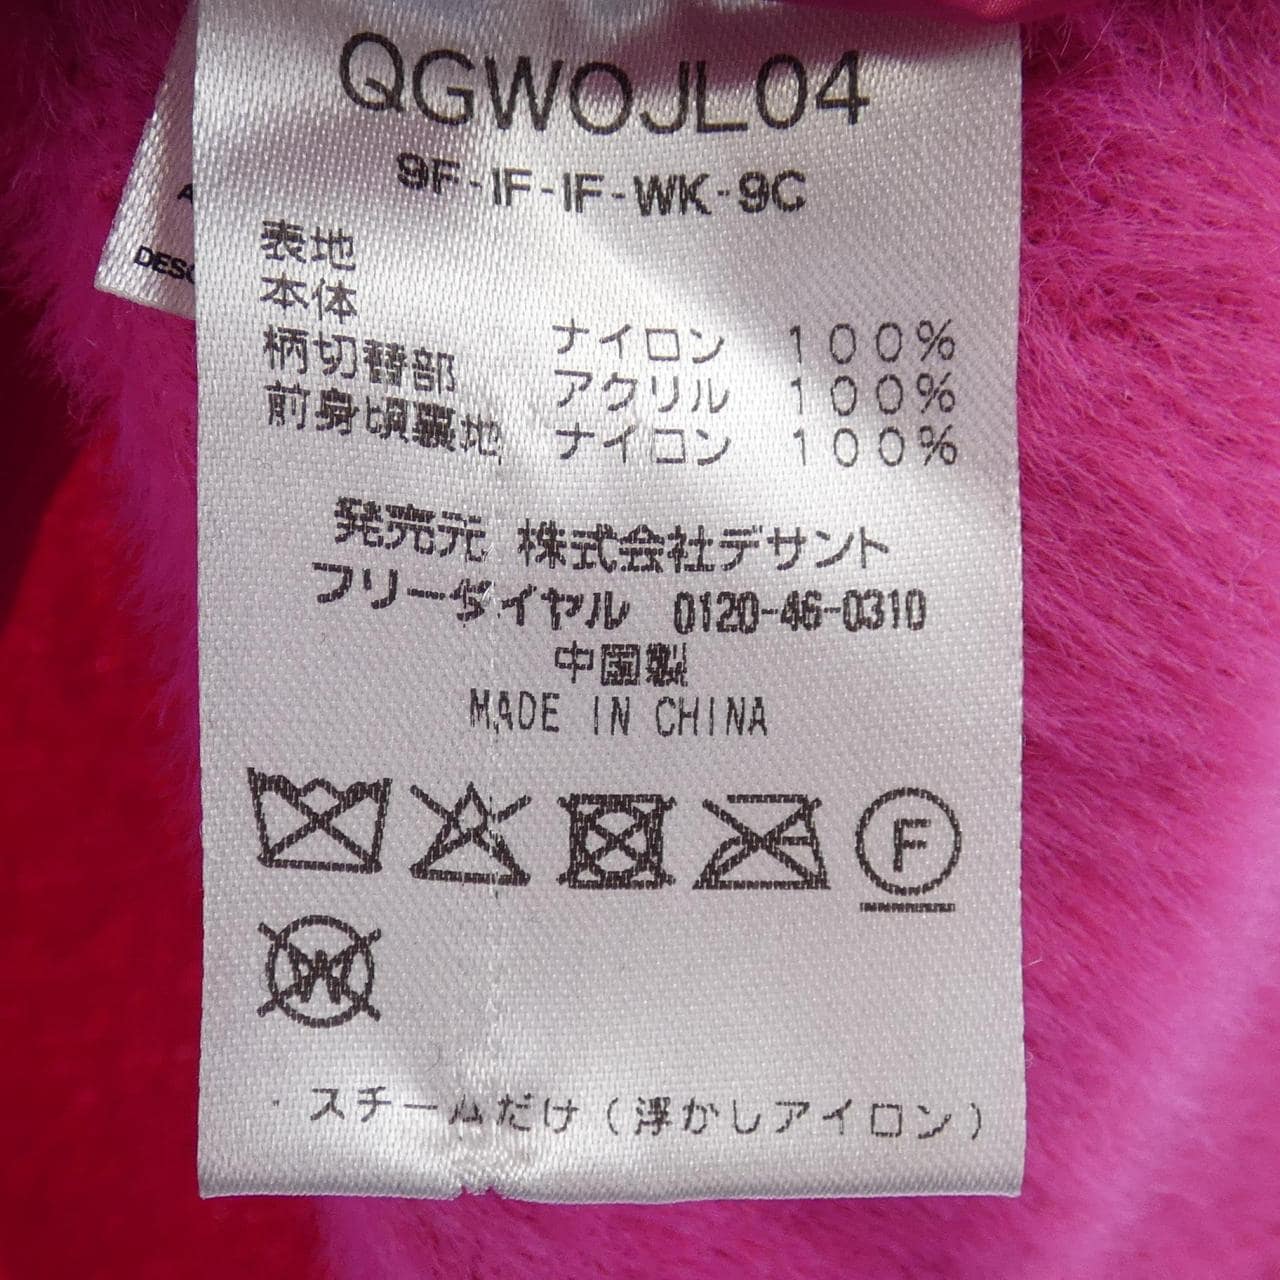 QGWOJL04
9F-IF-IF-WK-9C
表地
本体 ナイロン 100%
柄切替部 アクリル 100%
前身頃裏地 ナイロン 100%
発売元 株式会社デサント
フリーダイヤル 0120-46-0310
中国製
MADE IN CHINA
F
W
・スチームだけ(浮かしアイロン)
DESC